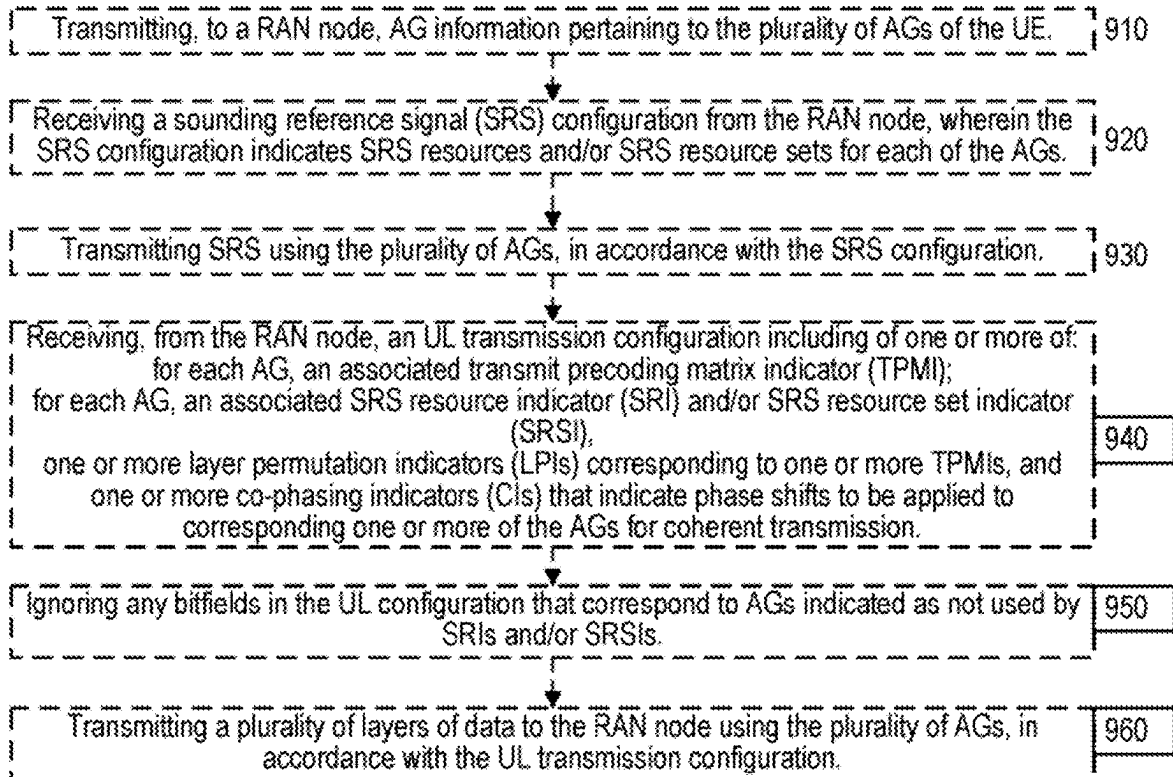 Transmitting, to a RAN node, AG information pertaining to the plurality of AGs of the UE.
910
Receiving a sounding reference signal (SRS) configuration from the RAN node, wherein the
SRS configuration indicates SRS resources and/or SRS resource sets for each of the AGs.
920
Transmitting SRS using the plurality of AGs, in accordance with the SRS configuration.
930
Receiving, from the RAN node, an UL transmission configuration including of one or more of:
for each AG, an associated transmit precoding matrix indicator (TPMI);
for each AG, an associated SRS resource indicator (SRI) and/or SRS resource set indicator
(SRSI),
one or more layer permutation indicators (LPIs) corresponding to one or more TPMIs, and
one or more co-phasing indicators (CIs) that indicate phase shifts to be applied to
corresponding one or more of the AGs for coherent transmission.
940
Ignoring any bitfields in the UL configuration that correspond to AGs indicated as not used by
SRIs and/or SRSIs.
950
Transmitting a plurality of layers of data to the RAN node using the plurality of AGs, in
accordance with the UL transmission configuration.
960